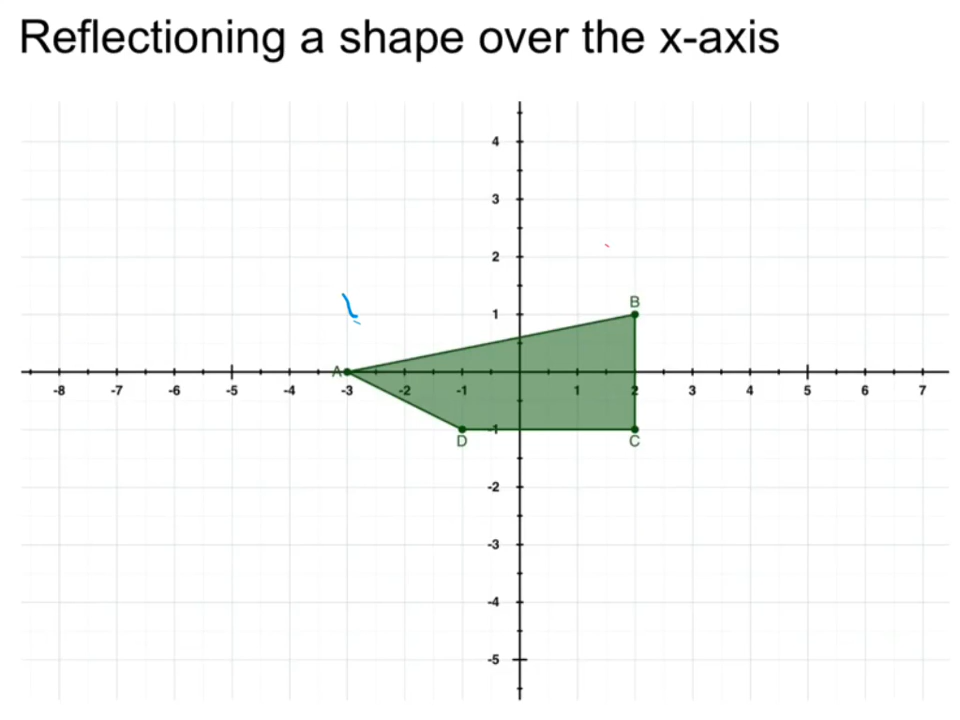 Reflectioning a shape over the x-axis
4
3
2
B
1
A
-8 -7 -6 -5 -4 -3 -2 -1 1 2 3 4 5 6 7
-1
D C
-2
-3
-4
-5